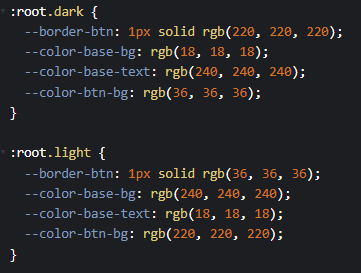 :root.dark {
--border-btn: 1px solid rgb(220, 220, 220);
--color-base-bg: rgb(18, 18, 18);
--color-base-text: rgb(240, 240, 240);
--color-btn-bg: rgb(36, 36, 36);
}
:root.light {
--border-btn: 1px solid rgb(36, 36, 36);
--color-base-bg: rgb(240, 240, 240);
--color-base-text: rgb(18, 18, 18);
--color-btn-bg: rgb(220, 220, 220);
}